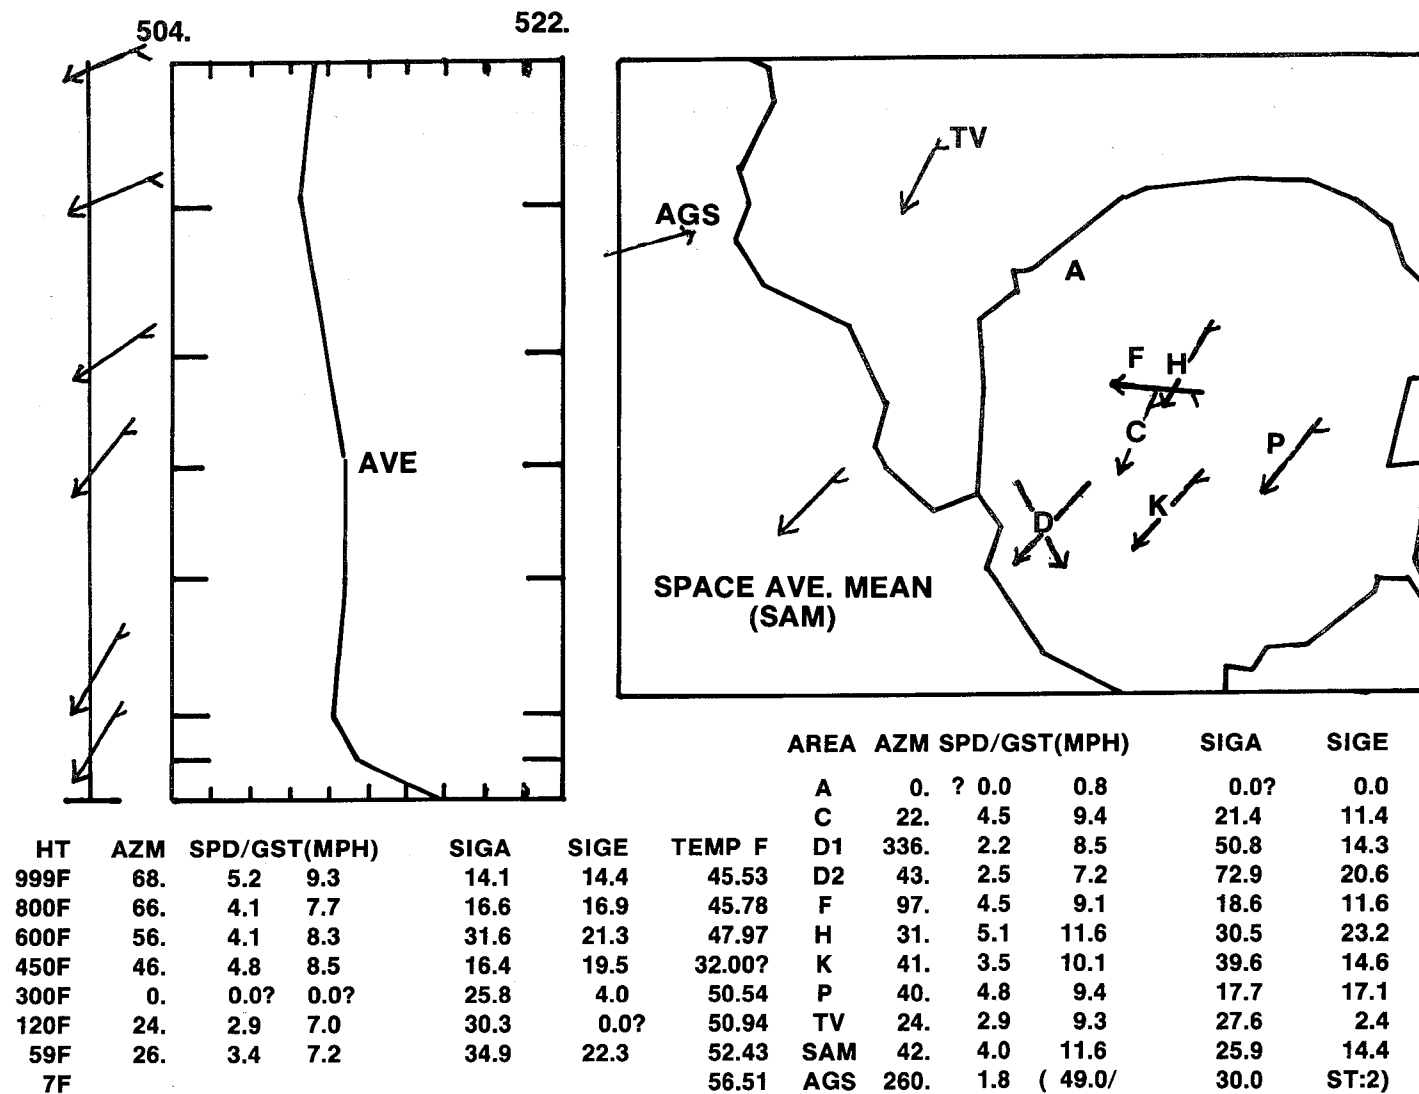 504. 522.
TV
AGS
A
F H
C
AVE
P
K
D
SPACE AVE. MEAN
(SAM)
AREA AZM SPD/GST(MPH) SIGA SIGE
A 0. ? 0.0 0.8 0.0? 0.0
C 22. 4.5 9.4 21.4 11.4
D1 336. 2.2 8.5 50.8 14.3
D2 43. 2.5 7.2 72.9 20.6
F 97. 4.5 9.1 18.6 11.6
H 31. 5.1 11.6 30.5 23.2
K 41. 3.5 10.1 39.6 14.6
P 40. 4.8 9.4 17.7 17.1
TV 24. 2.9 9.3 27.6 2.4
SAM 42. 4.0 11.6 25.9 14.4
AGS 260. 1.8 ( 49.0/ 30.0 ST:2)
HT AZM SPD/GST(MPH) SIGA SIGE TEMP F
999F 68. 5.2 9.3 14.1 14.4 45.53
800F 66. 4.1 7.7 16.6 16.9 45.78
600F 56. 4.1 8.3 31.6 21.3 47.97
450F 46. 4.8 8.5 16.4 19.5 32.00?
300F 0. 0.0? 0.0? 25.8 4.0 50.54
120F 24. 2.9 7.0 30.3 0.0? 50.94
59F 26. 3.4 7.2 34.9 22.3 52.43
7F 56.51